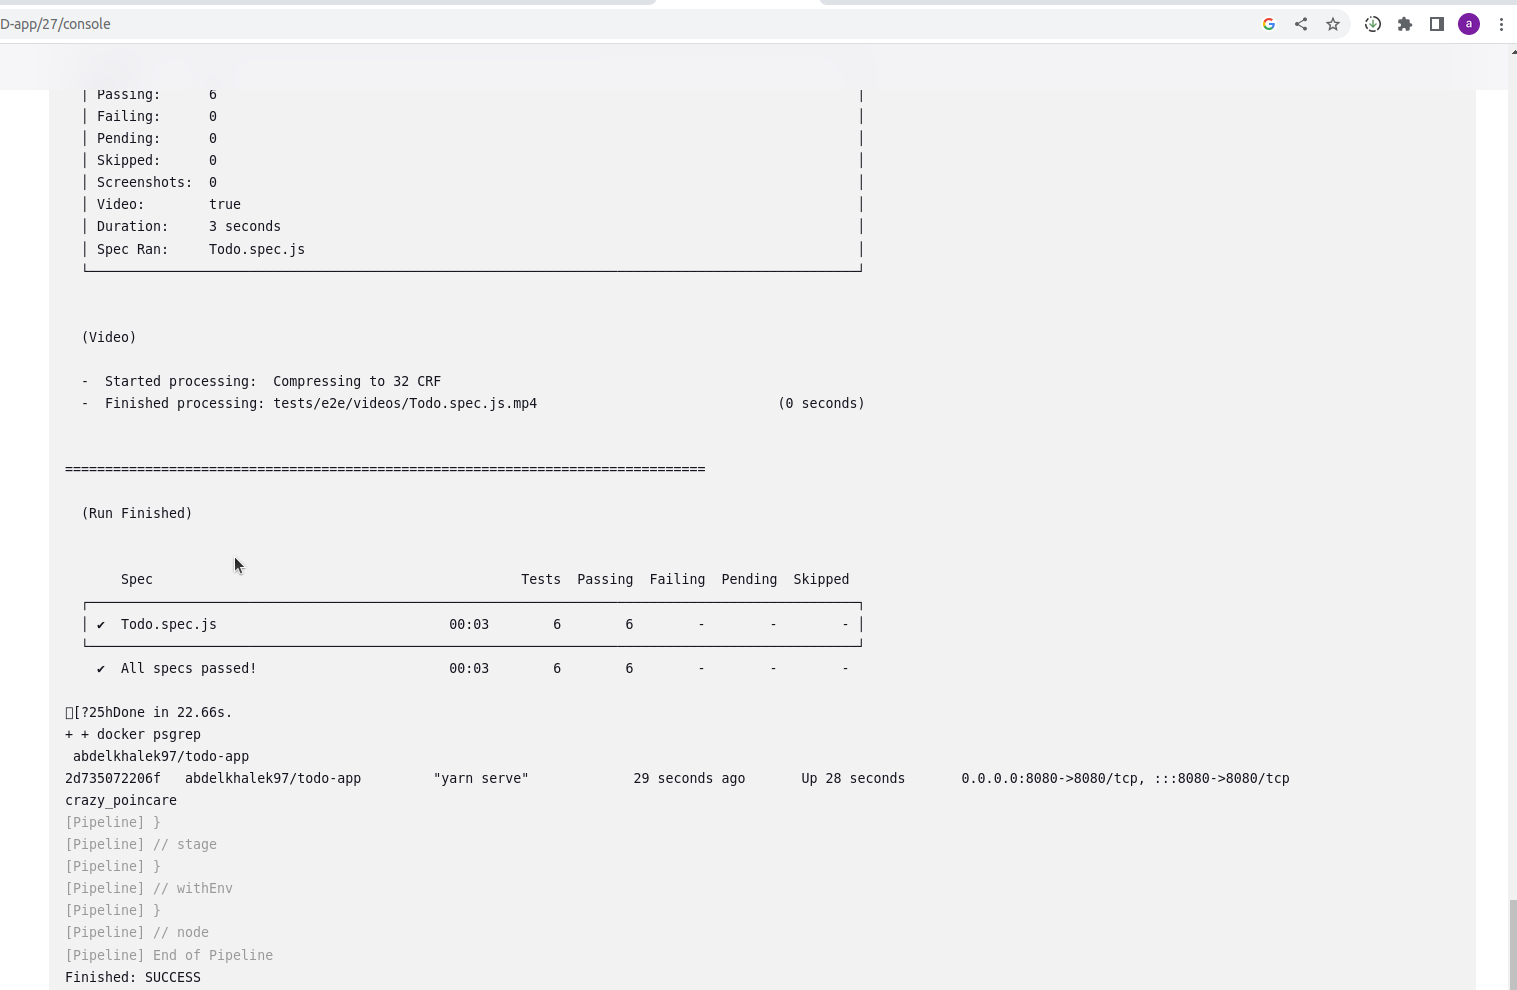 D-app/27/console
a
│ Passing:      6 │
│ Failing:      0 │
│ Pending:      0 │
│ Skipped:      0 │
│ Screenshots:  0 │
│ Video:        true │
│ Duration:     3 seconds │
│ Spec Ran:     Todo.spec.js │
(Video)
-  Started processing:  Compressing to 32 CRF
-  Finished processing: tests/e2e/videos/Todo.spec.js.mp4                              (0 seconds)
================================================================================
(Run Finished)
Spec                                              Tests  Passing  Failing  Pending  Skipped
│ ✔  Todo.spec.js                             00:03        6        6        -        -        - │
✔  All specs passed!                        00:03        6        6        -        -        -
[?25hDone in 22.66s.
+ + docker psgrep
abdelkhalek97/todo-app
2d735072206f   abdelkhalek97/todo-app         "yarn serve"             29 seconds ago       Up 28 seconds       0.0.0.0:8080->8080/tcp, :::8080->8080/tcp
crazy_poincare
[Pipeline] }
[Pipeline] // stage
[Pipeline] }
[Pipeline] // withEnv
[Pipeline] }
[Pipeline] // node
[Pipeline] End of Pipeline
Finished: SUCCESS